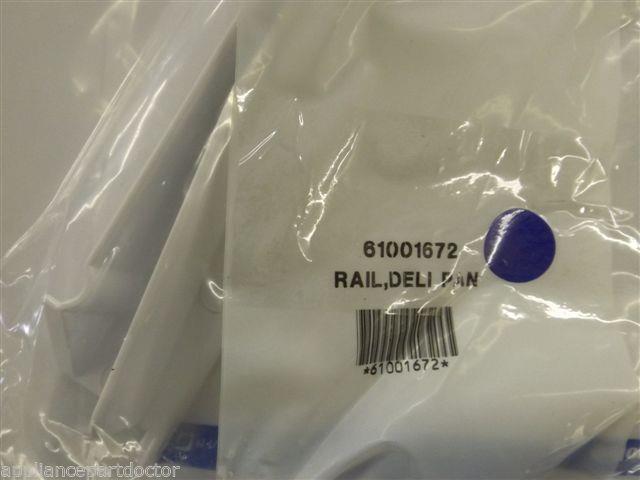 61001672
RAIL,DELI PAN
*61001672*
appliancepartdoctor